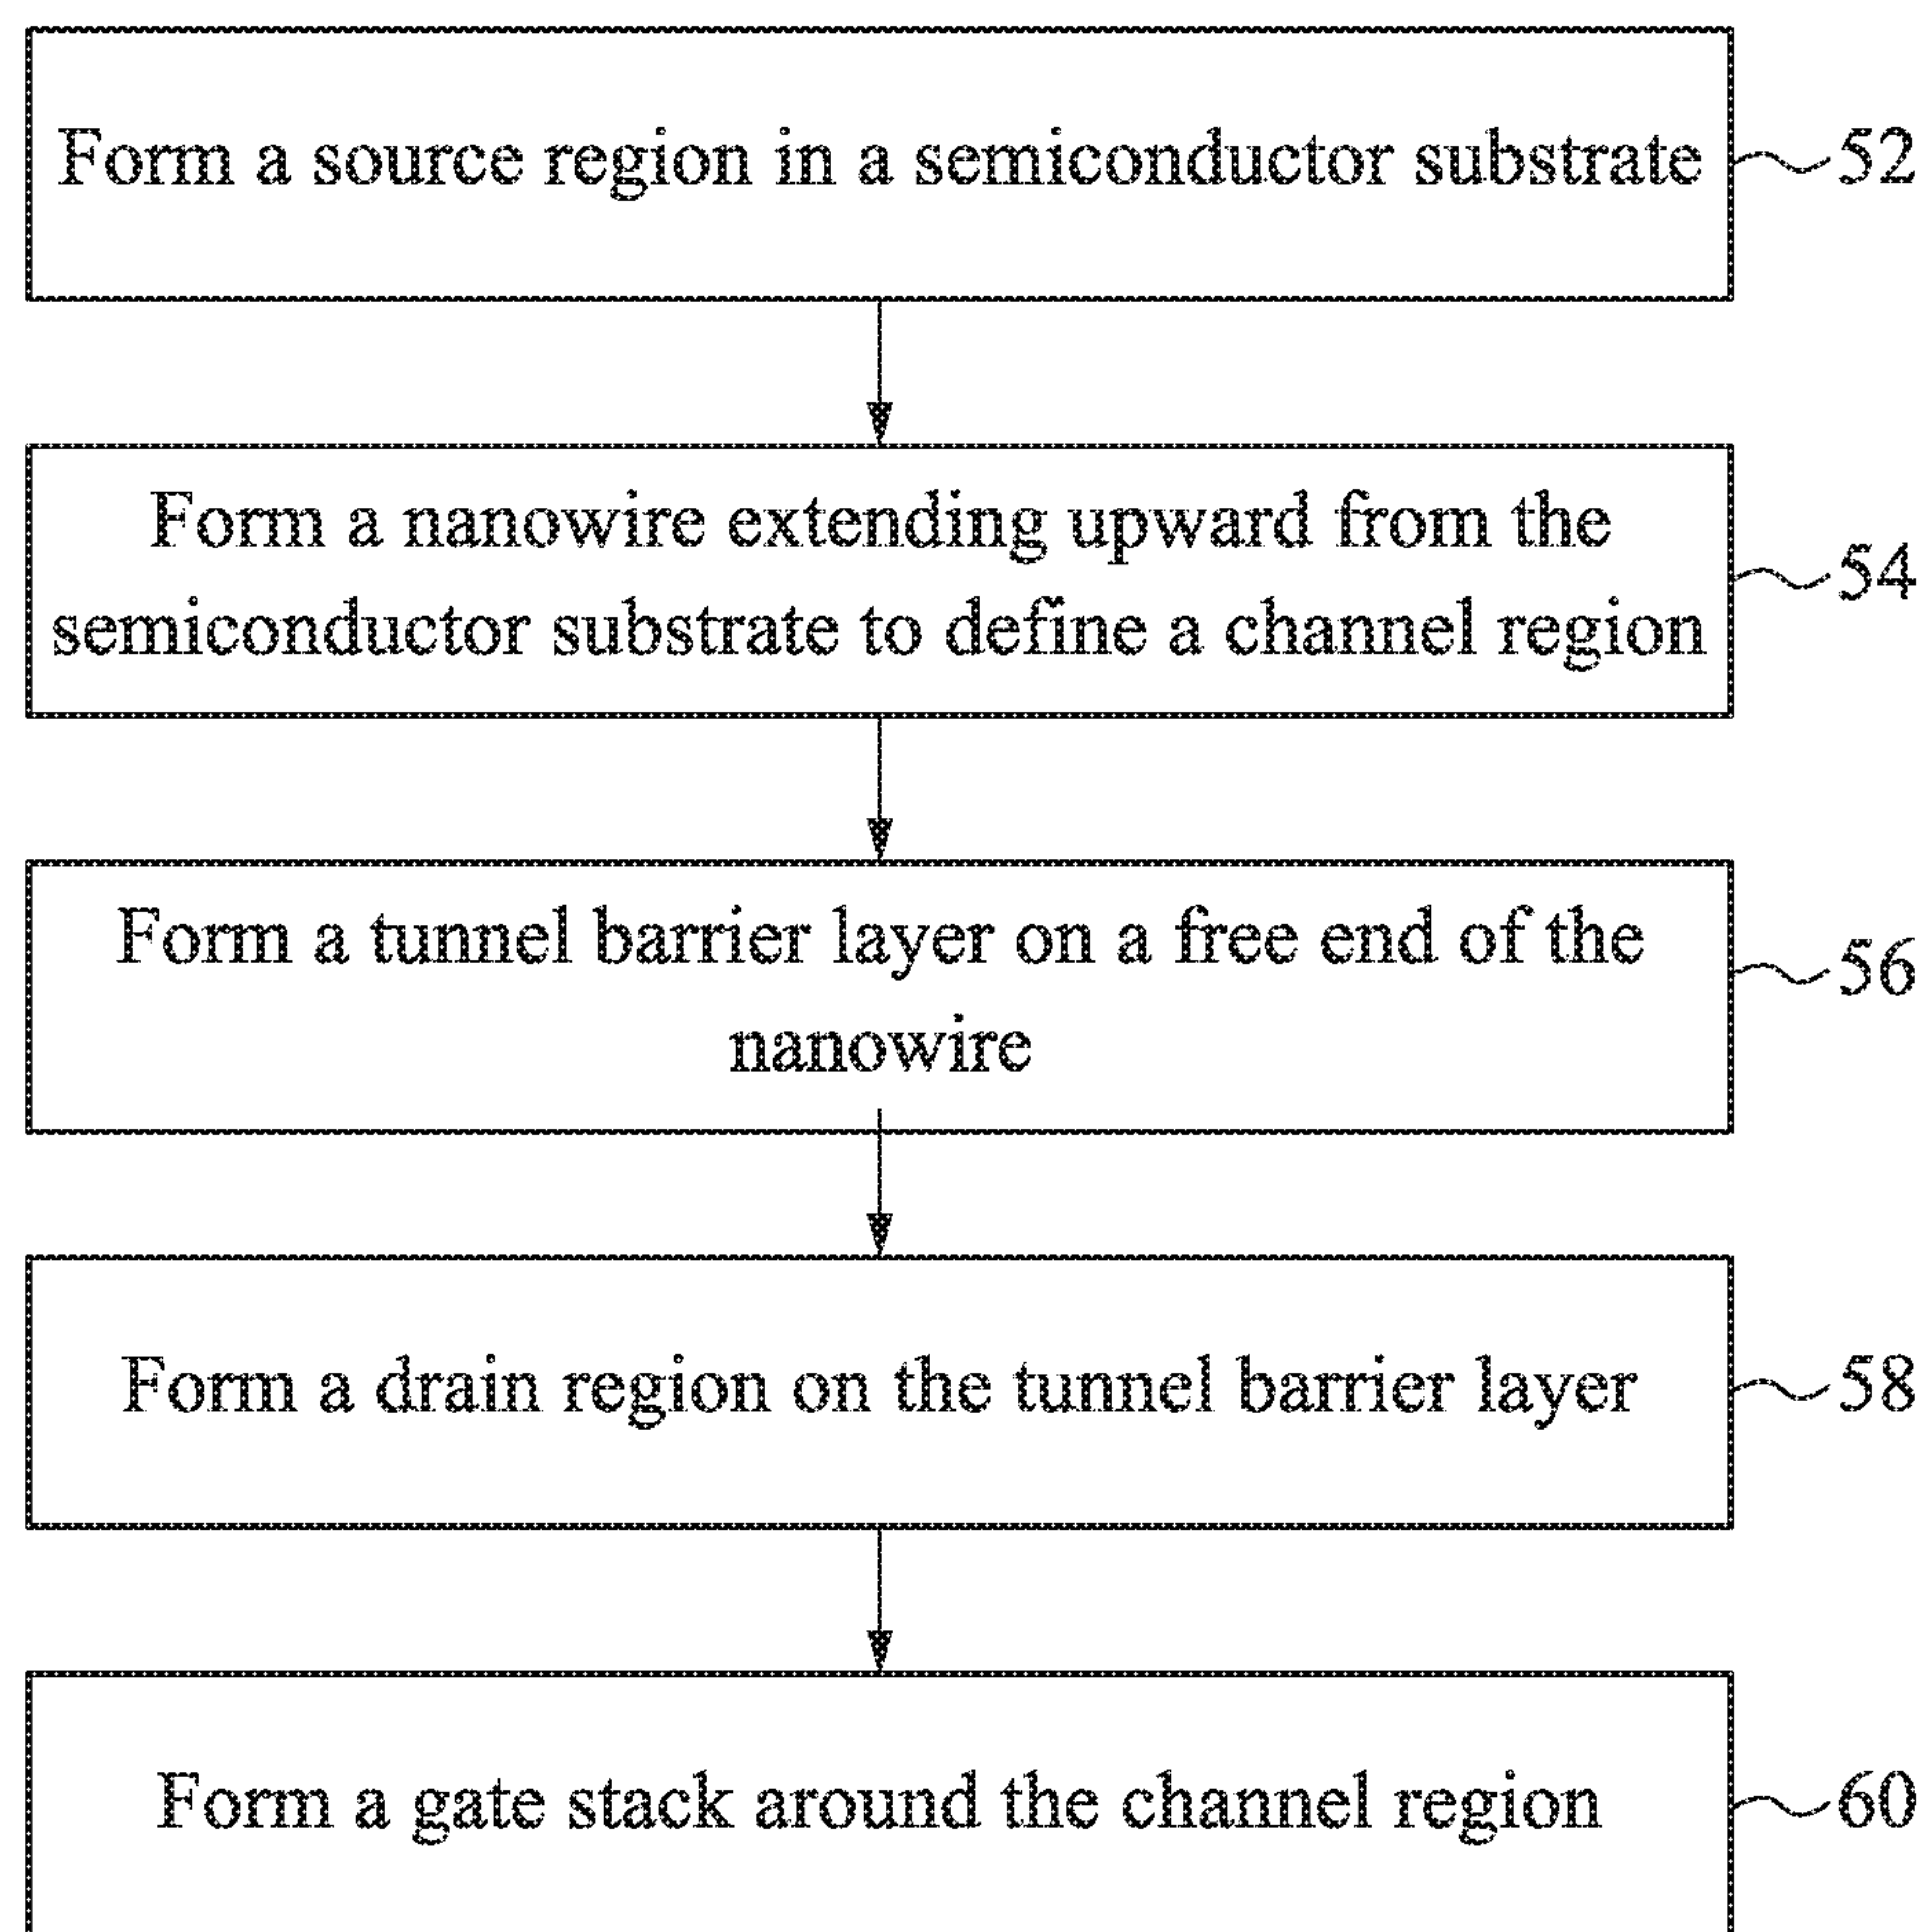 Form a source region in a semiconductor substrate
52
Form a nanowire extending upward from the
semiconductor substrate to define a channel region
54
Form a tunnel barrier layer on a free end of the
nanowire
56
Form a drain region on the tunnel barrier layer
58
Form a gate stack around the channel region
60